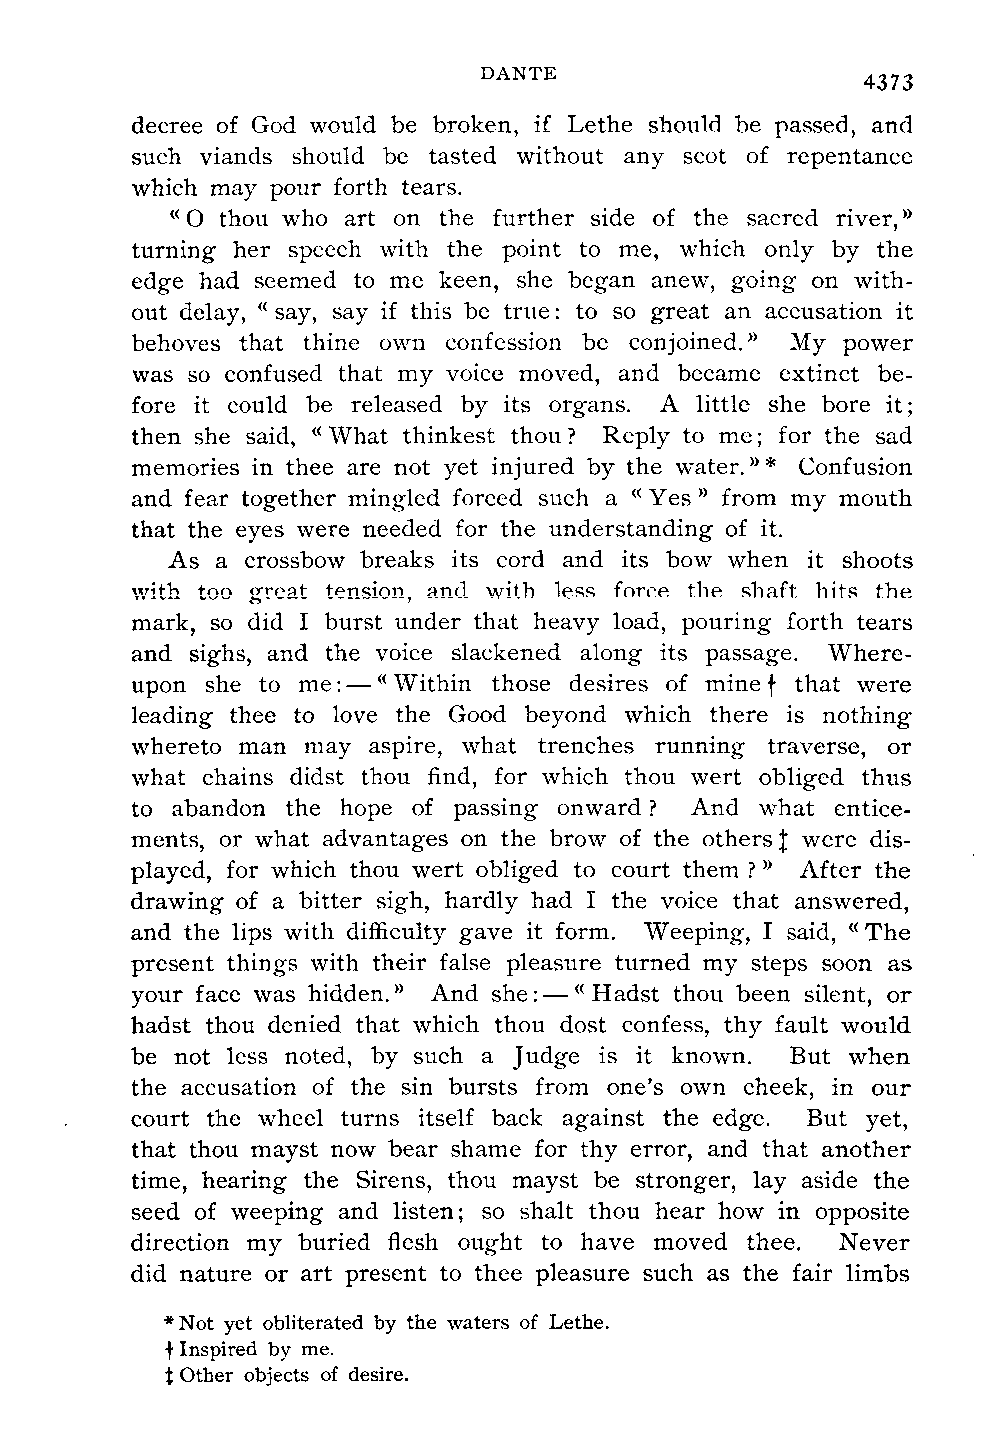 DANTE
4373
decree of God would be broken, if Lethe should be passed, and
such viands should be tasted without any scot of repentance
which may pour forth tears.
“O thou who art on the further side of the sacred river,”
turning her speech with the point to me, which only by the
edge had seemed to me keen, she began anew, going on with-
out delay, “say, say if this be true: to so great an accusation it
behoves that thine own confession be conjoined.” My power
was so confused that my voice moved, and became extinct be-
fore it could be released by its organs. A little she bore it;
then she said, “What thinkest thou? Reply to me; for the sad
memories in thee are not yet injured by the water.”* Confusion
and fear together mingled forced such a “Yes” from my mouth
that the eyes were needed for the understanding of it.
As a crossbow breaks its cord and its bow when it shoots
with too great tension, and with less force the shaft hits the
mark, so did I burst under that heavy load, pouring forth tears
and sighs, and the voice slackened along its passage. Where-
upon she to me:—“Within those desires of mine† that were
leading thee to love the Good beyond which there is nothing
whereto man may aspire, what trenches running traverse, or
what chains didst thou find, for which thou wert obliged thus
to abandon the hope of passing onward? And what entice-
ments, or what advantages on the brow of the others‡ were dis-
played, for which thou wert obliged to court them?” After the
drawing of a bitter sigh, hardly had I the voice that answered,
and the lips with difficulty gave it form. Weeping, I said, “The
present things with their false pleasure turned my steps soon as
your face was hidden.” And she:—“Hadst thou been silent, or
hadst thou denied that which thou dost confess, thy fault would
be not less noted, by such a Judge is it known. But when
the accusation of the sin bursts from one's own cheek, in our
court the wheel turns itself back against the edge. But yet,
that thou mayst now bear shame for thy error, and that another
time, hearing the Sirens, thou mayst be stronger, lay aside the
seed of weeping and listen; so shalt thou hear how in opposite
direction my buried flesh ought to have moved thee. Never
did nature or art present to thee pleasure such as the fair limbs
*Not yet obliterated by the waters of Lethe.
†Inspired by me.
‡Other objects of desire.